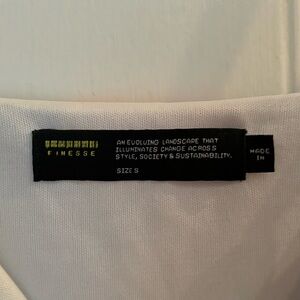 FINESSE
AN EVOLVING LANDSCAPE THAT
ILLUMINATES CHANGE ACROSS
STYLE, SOCIETY & SUSTAINABILITY.
SIZE S
MADE
IN